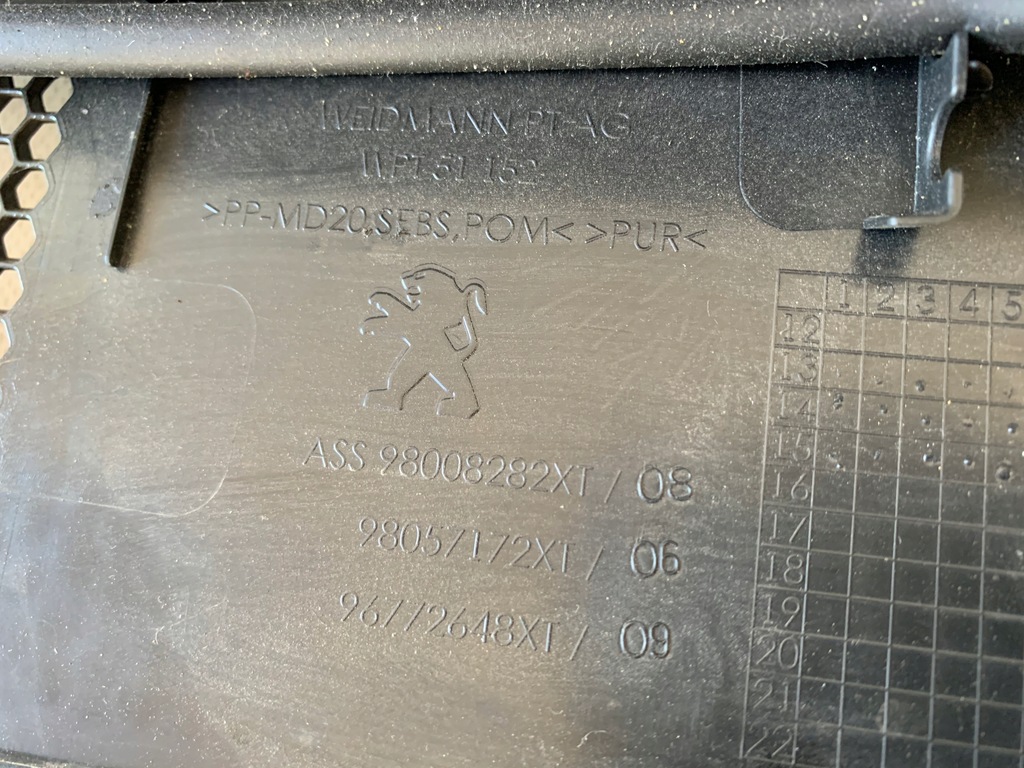 WEIDMANN PT AG
WPT 51 152
>PP-MD20,SEBS,POM< >PUR<
ASS 98008282XT / 08
98057172XT / 06
96772648XT / 09
1 2 3 4 5
12
13
14
15
16
17
18
19
20
21
22